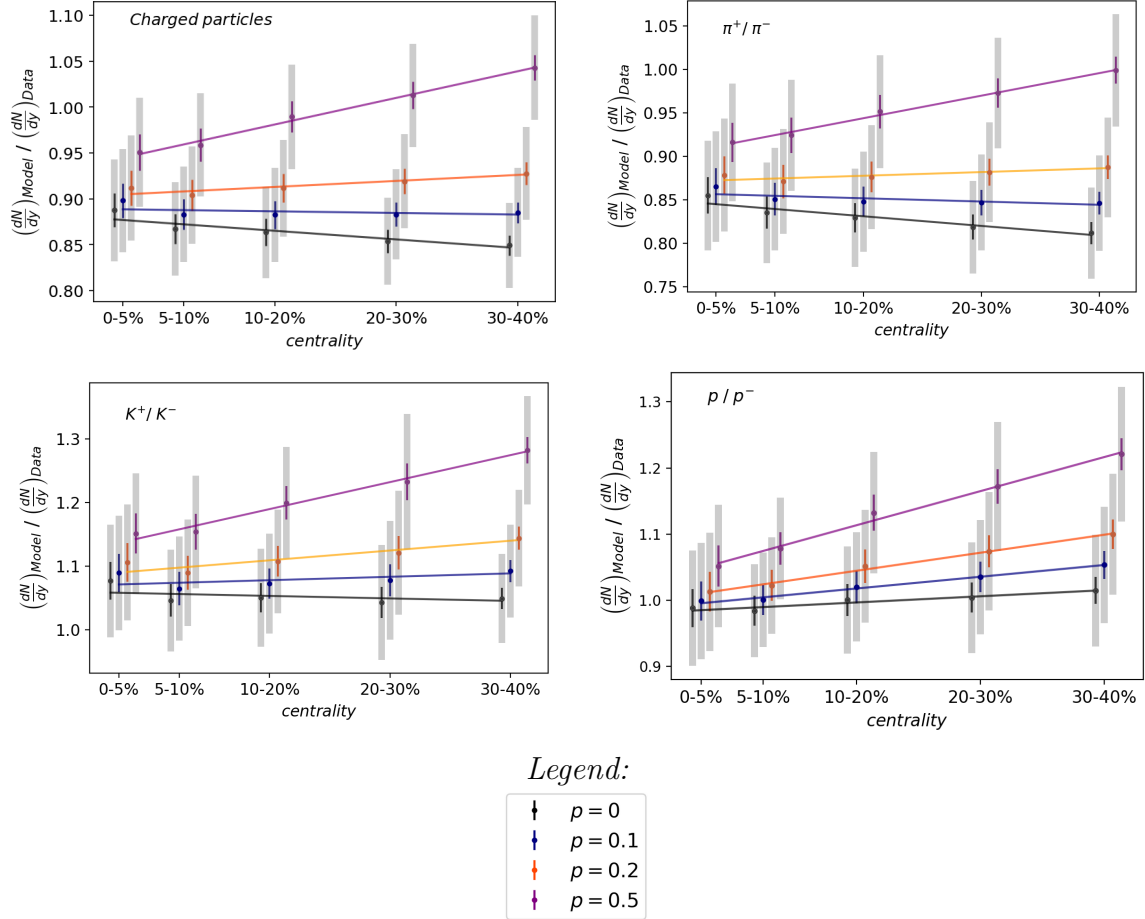 Charged particles
1.10
1.05
1.00
0.95
0.90
0.85
0.80
(dN/dy)Model / (dN/dy)Data
0-5% 5-10% 10-20% 20-30% 30-40%
centrality
π⁺/ π⁻
1.05
1.00
0.95
0.90
0.85
0.80
0.75
(dN/dy)Model / (dN/dy)Data
0-5% 5-10% 10-20% 20-30% 30-40%
centrality
K⁺/ K⁻
1.3
1.2
1.1
1.0
(dN/dy)Model / (dN/dy)Data
0-5% 5-10% 10-20% 20-30% 30-40%
centrality
p / p⁻
1.3
1.2
1.1
1.0
0.9
(dN/dy)Model / (dN/dy)Data
0-5% 5-10% 10-20% 20-30% 30-40%
centrality
Legend:
p = 0
p = 0.1
p = 0.2
p = 0.5